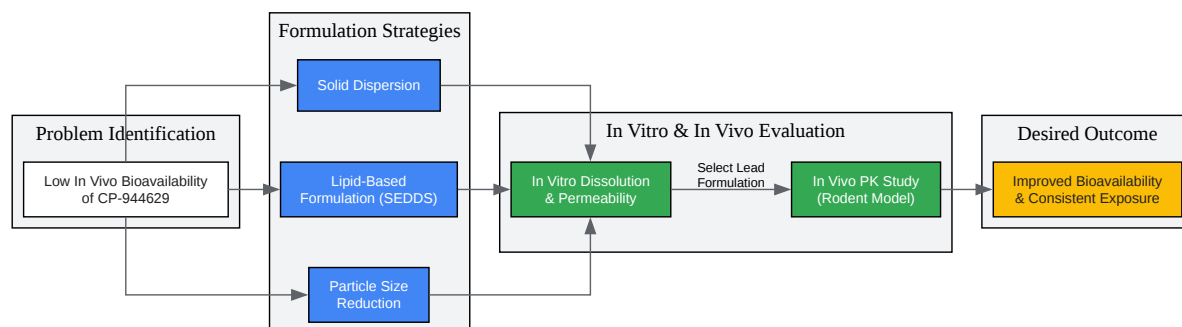 Formulation Strategies
Solid Dispersion
Problem Identification
Low In Vivo Bioavailability
of CP-944629
Lipid-Based
Formulation (SEDDS)
Particle Size
Reduction
In Vitro & In Vivo Evaluation
In Vitro Dissolution
& Permeability
Select Lead
Formulation
In Vivo PK Study
(Rodent Model)
Desired Outcome
Improved Bioavailability
& Consistent Exposure